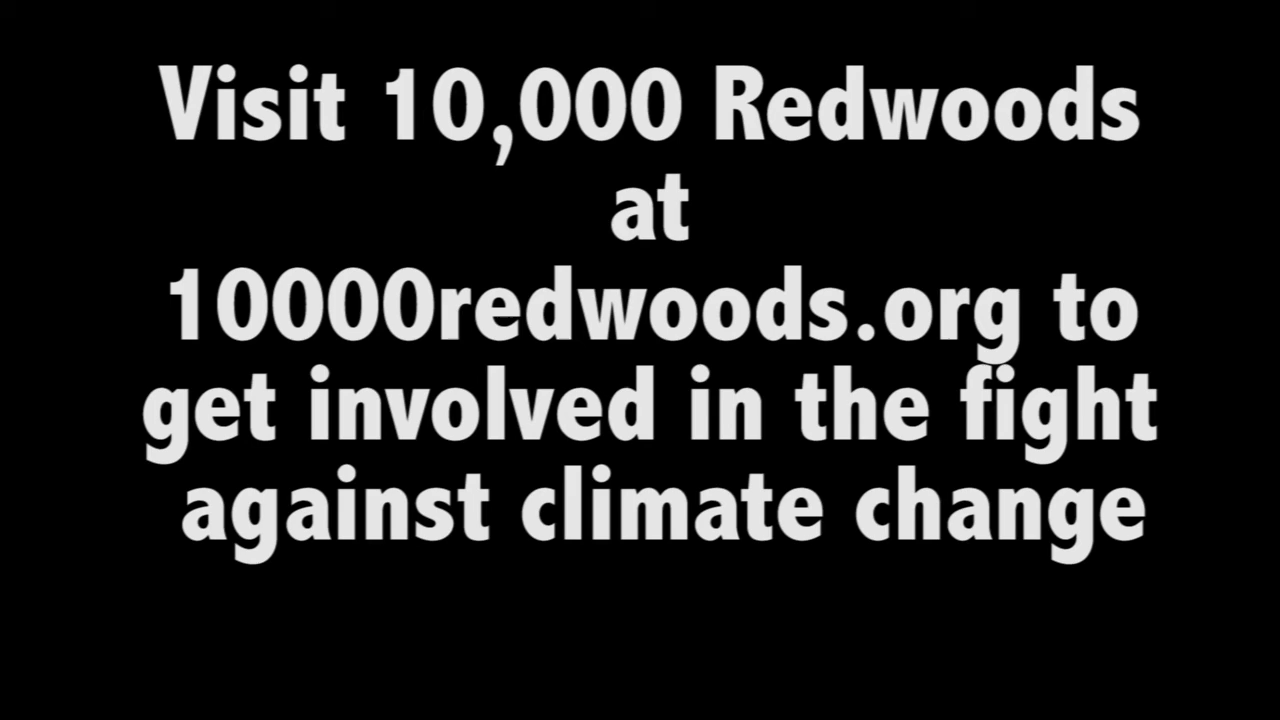 Visit 10,000 Redwoods
at
10000redwoods.org to
get involved in the fight
against climate change